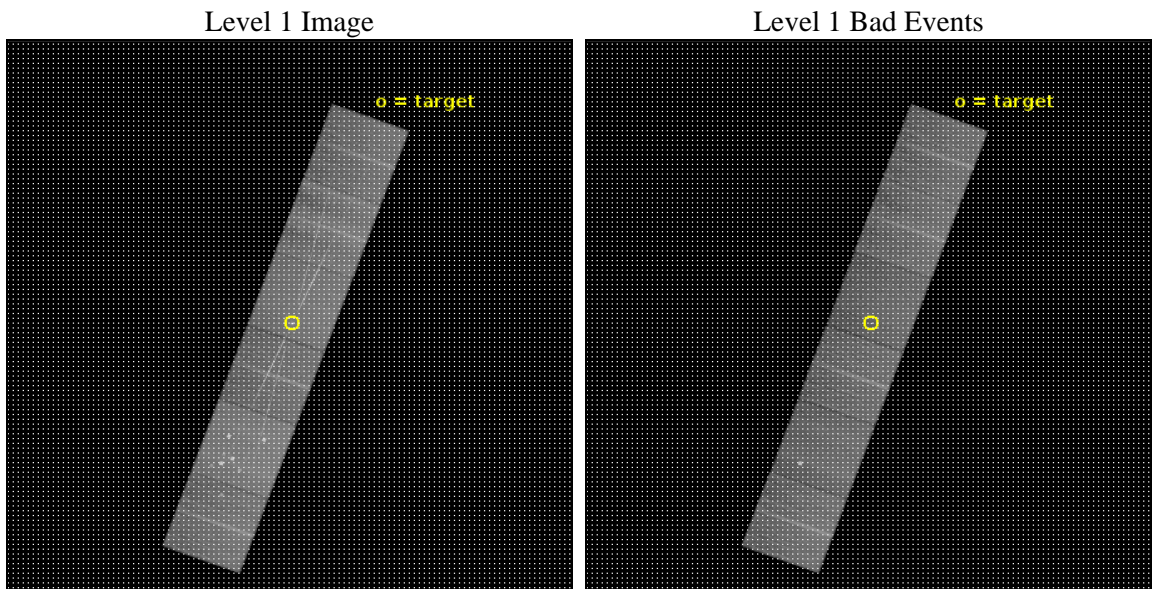 Level 1 Image
Level 1 Bad Events
o = target
o = target